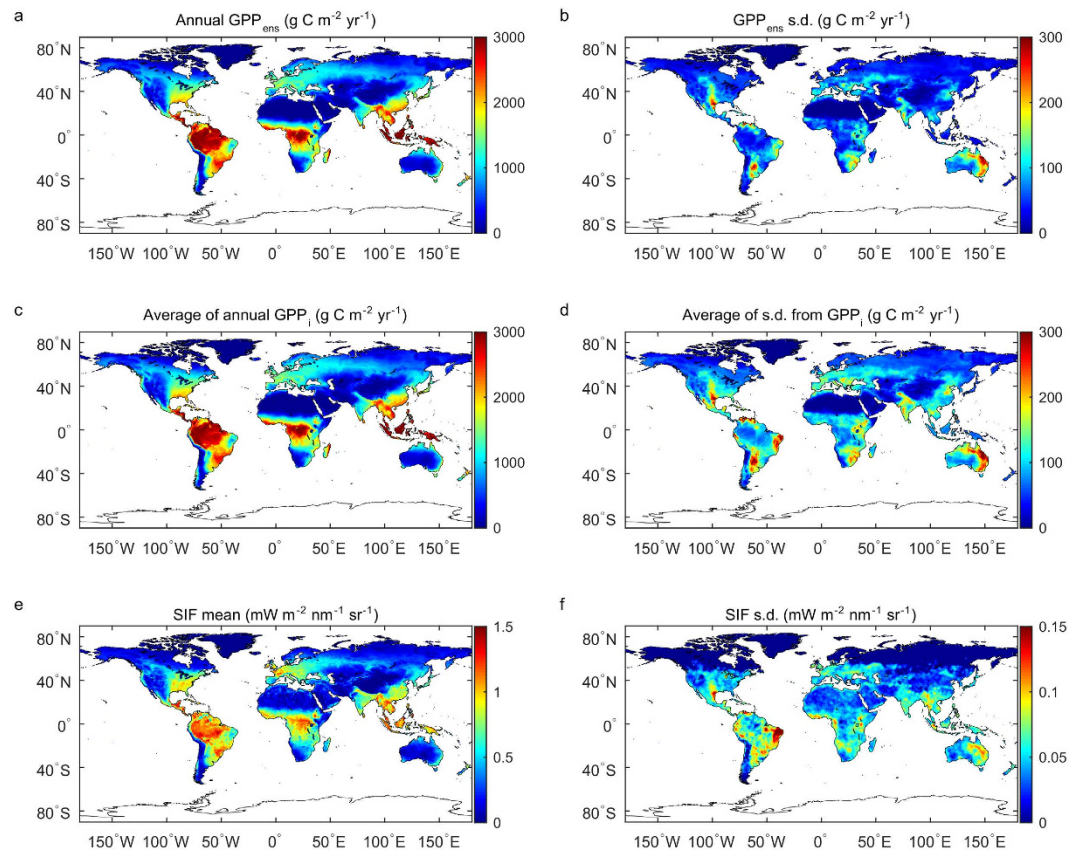 a
Annual GPPens (g C m-2 yr-1)
80°N
40°N
0°
40°S
80°S
3000
2000
1000
0
150°W 100°W 50°W 0° 50°E 100°E 150°E
b
GPPens s.d. (g C m-2 yr-1)
80°N
40°N
0°
40°S
80°S
300
200
100
0
150°W 100°W 50°W 0° 50°E 100°E 150°E
c
Average of annual GPPi (g C m-2 yr-1)
80°N
40°N
0°
40°S
80°S
3000
2000
1000
0
150°W 100°W 50°W 0° 50°E 100°E 150°E
d
Average of s.d. from GPPi (g C m-2 yr-1)
80°N
40°N
0°
40°S
80°S
300
200
100
0
150°W 100°W 50°W 0° 50°E 100°E 150°E
e
SIF mean (mW m-2 nm-1 sr-1)
80°N
40°N
0°
40°S
80°S
1.5
1
0.5
0
150°W 100°W 50°W 0° 50°E 100°E 150°E
f
SIF s.d. (mW m-2 nm-1 sr-1)
80°N
40°N
0°
40°S
80°S
0.15
0.1
0.05
0
150°W 100°W 50°W 0° 50°E 100°E 150°E